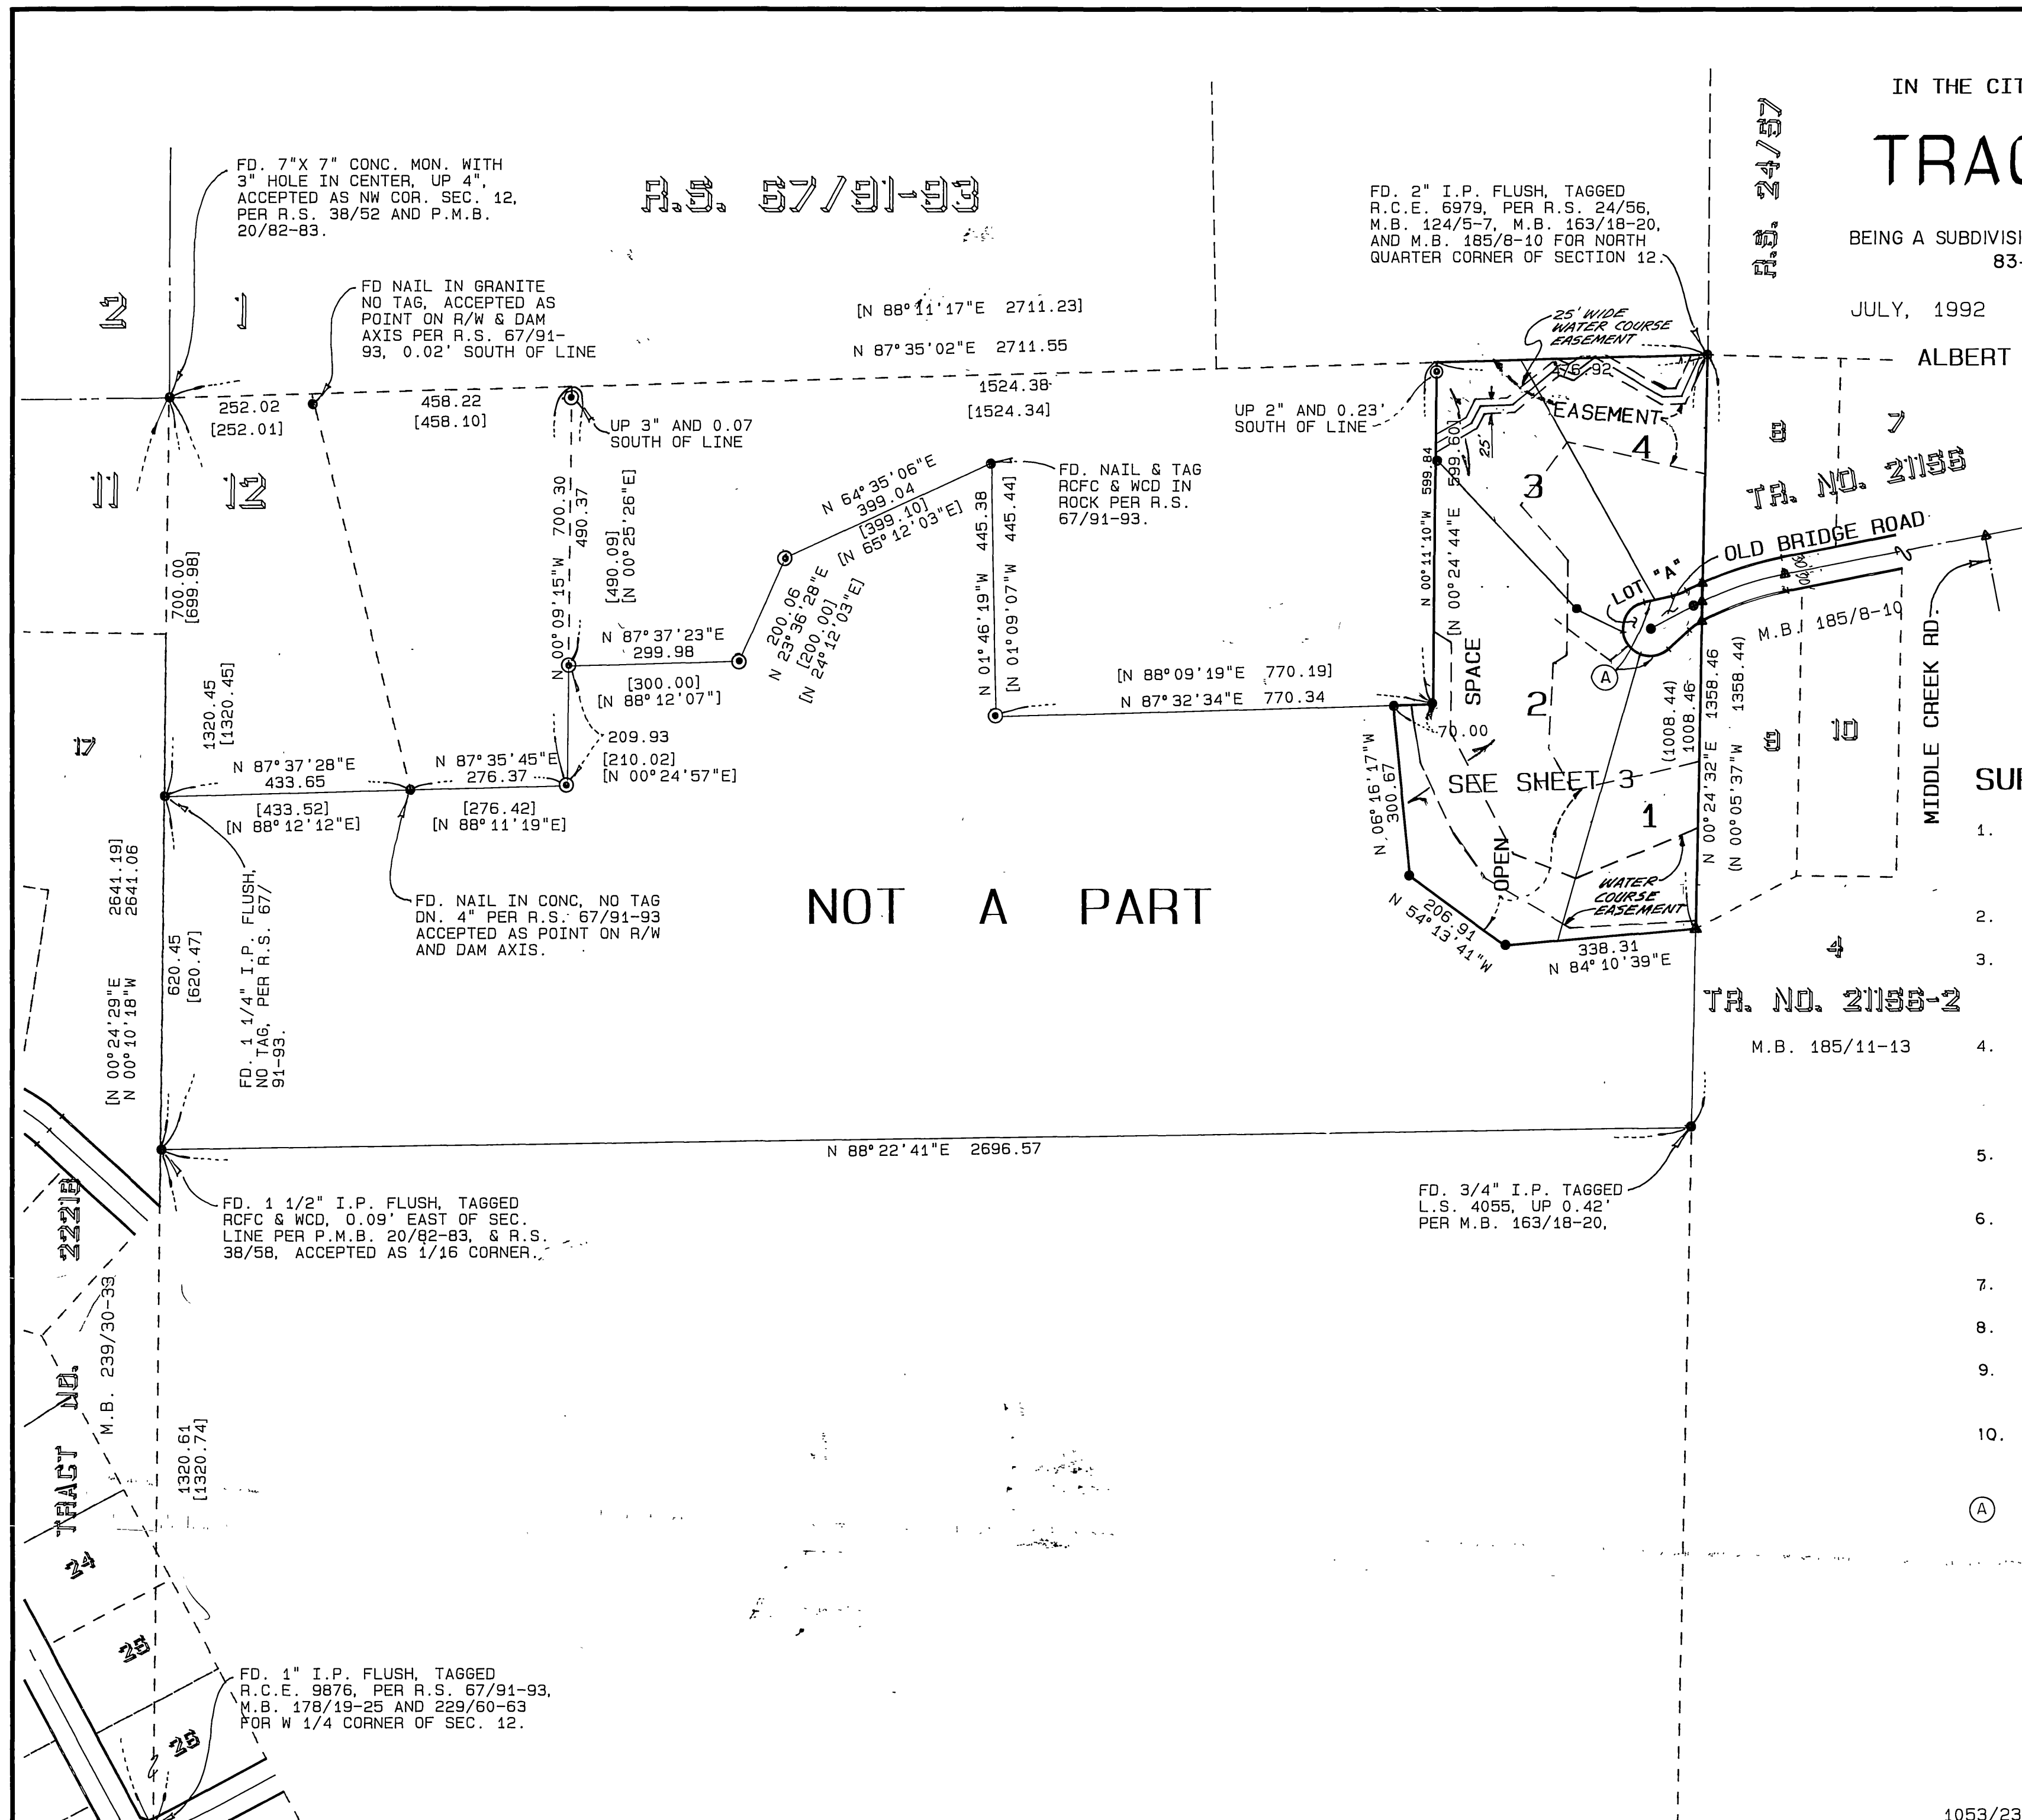 IN THE CIT
TRAC
BEING A SUBDIVISI
83-
JULY, 1992
ALBERT
R.S. 24/57
R.S. 67/91-93
FD. 7"X 7" CONC. MON. WITH
3" HOLE IN CENTER, UP 4",
ACCEPTED AS NW COR. SEC. 12,
PER R.S. 38/52 AND P.M.B.
20/82-83.
FD NAIL IN GRANITE
NO TAG, ACCEPTED AS
POINT ON R/W & DAM
AXIS PER R.S. 67/91-
93, 0.02' SOUTH OF LINE
FD. 2" I.P. FLUSH, TAGGED
R.C.E. 6979, PER R.S. 24/56,
M.B. 124/5-7, M.B. 163/18-20,
AND M.B. 185/8-10 FOR NORTH
QUARTER CORNER OF SECTION 12.
2
1
11
12
[N 88°11'17"E 2711.23]
N 87°35'02"E 2711.55
25' WIDE
WATER COURSE
EASEMENT
476.92
252.02
[252.01]
458.22
[458.10]
1524.38
[1524.34]
UP 3" AND 0.07
SOUTH OF LINE
UP 2" AND 0.23'
SOUTH OF LINE
EASEMENT
25'
4
3
2
1
7
TR. NO. 21166
OLD BRIDGE ROAD
LOT "A"
M.B. 185/8-10
MIDDLE CREEK RD.
10
A
FD. NAIL & TAG
RCFC & WCD IN
ROCK PER R.S.
67/91-93.
N 64°35'06"E
399.04
[399.10]
[N 65°12'03"E]
N 01°46'19"W 445.38
[N 01°09'07"W 445.44]
N 00°11'10"W 599.84
[N 00°24'44"E 599.60]
N 00°09'15"W 700.30
490.37
[490.09]
[N 00°25'26"E]
700.00
[699.98]
1320.45
[1320.45]
17
N 87°37'23"E
299.98
[300.00]
[N 88°12'07"]
200.06
N 23°36'28"E
[200.00]
[N 24°12'03"E]
209.93
[210.02]
[N 00°24'57"E]
[N 88°09'19"E 770.19]
N 87°32'34"E 770.34
70.00
N 87°37'28"E
433.65
[433.52]
[N 88°12'12"E]
N 87°35'45"E
276.37
[276.42]
[N 88°11'19"E]
N 06°16'17"W
300.67
SEE SHEET 3
OPEN
SPACE
WATER
COURSE
EASEMENT
(1008.44)
1008.46
N 00°24'32"E 1358.46
(N 00°05'37"W 1358.44)
206.91
N 54°13'41"W
338.31
N 84°10'39"E
4
TR. NO. 21166-2
M.B. 185/11-13
FD. NAIL IN CONC, NO TAG
DN. 4" PER R.S. 67/91-93
ACCEPTED AS POINT ON R/W
AND DAM AXIS.
NOT A PART
FD. 1 1/4" I.P. FLUSH,
NO TAG, PER R.S. 67/
91-93.
[N 00°24'29"E 2641.19]
N 00°10'18"W 2641.06
620.45
[620.47]
N 88°22'41"E 2696.57
FD. 1 1/2" I.P. FLUSH, TAGGED
RCFC & WCD, 0.09' EAST OF SEC.
LINE PER P.M.B. 20/82-83, & R.S.
38/58, ACCEPTED AS 1/16 CORNER.
FD. 3/4" I.P. TAGGED
L.S. 4055, UP 0.42'
PER M.B. 163/18-20,
TRACT NO.
M.B. 239/30-33
1320.61
[1320.74]
24
25
FD. 1" I.P. FLUSH, TAGGED
R.C.E. 9876, PER R.S. 67/91-93,
M.B. 178/19-25 AND 229/60-63
FOR W 1/4 CORNER OF SEC. 12.
SUR
1.
2.
3.
4.
5.
6.
7.
8.
9.
10.
A
1053/23